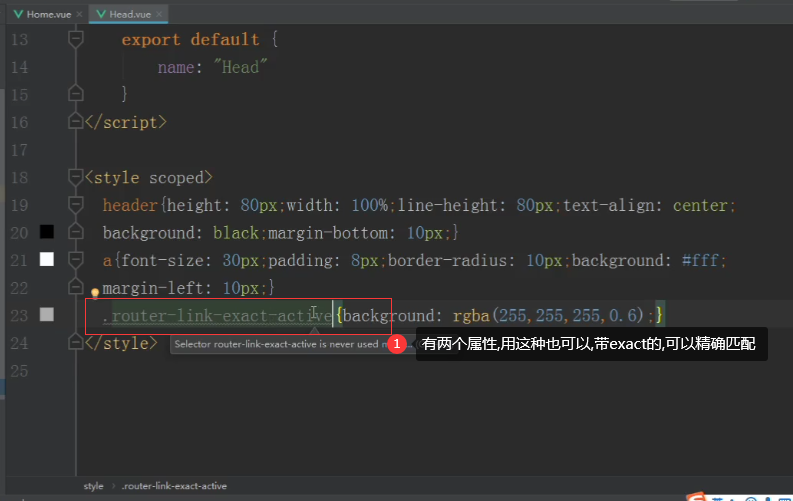 Home.vue
Head.vue
13 export default {
14 name: "Head"
15 }
16 </script>
17
18 <style scoped>
19 header{height: 80px;width: 100%;line-height: 80px;text-align: center;
20 background: black;margin-bottom: 10px;}
21 a{font-size: 30px;padding: 8px;border-radius: 10px;background: #fff;
22 margin-left: 10px;}
23 .router-link-exact-active{background: rgba(255,255,255,0.6);}
24 </style>
Selector router-link-exact-active is never used
1 有两个属性,用这种也可以,带exact的,可以精确匹配
25
style
.router-link-exact-active